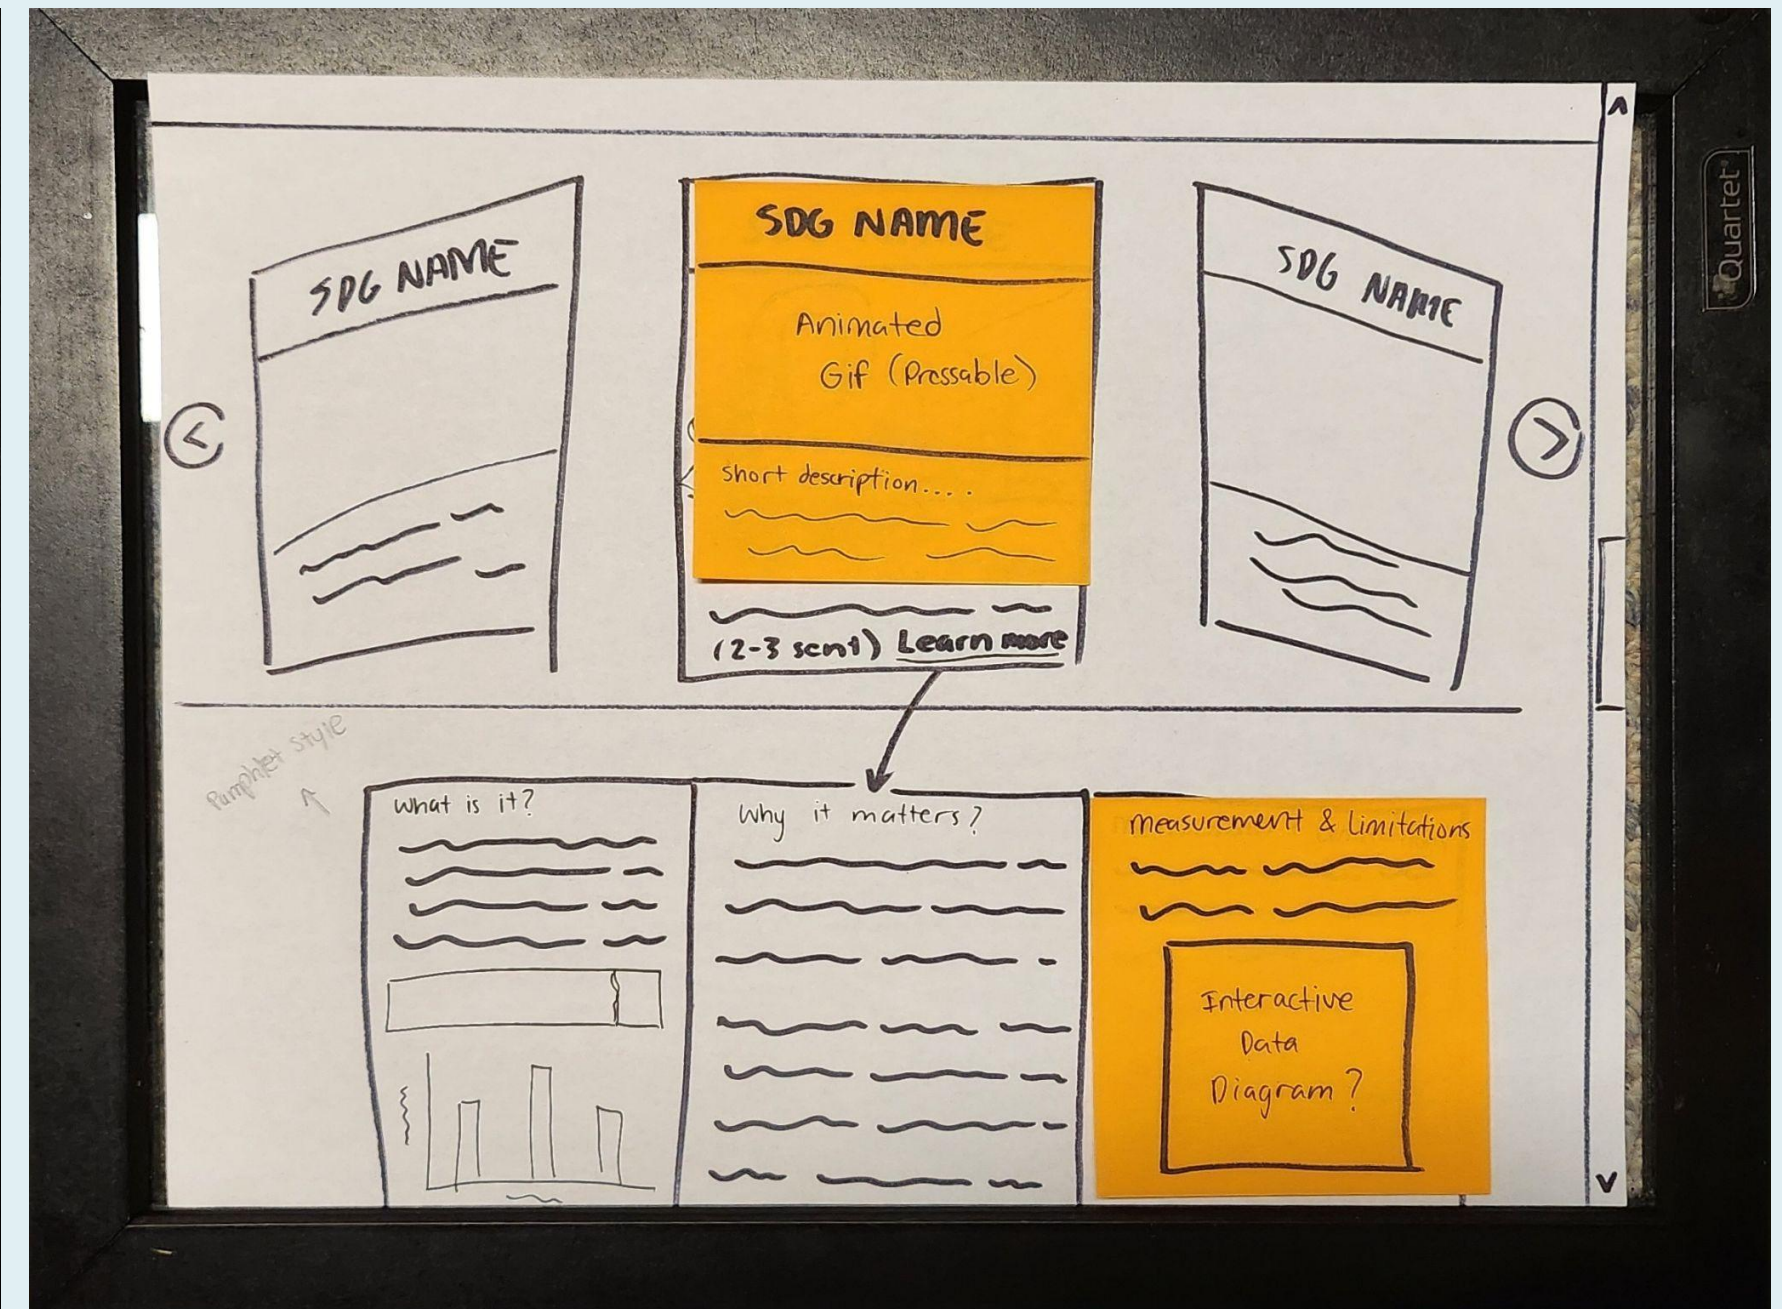 SDG NAME
SDG NAME
Animated
Gif (Pressable)
short description....
(2-3 sent) Learn more
SDG NAME
<
>
Pamphlet Style
What is it?
Why it matters?
measurement & Limitations
Interactive
Data
Diagram?
Quartet